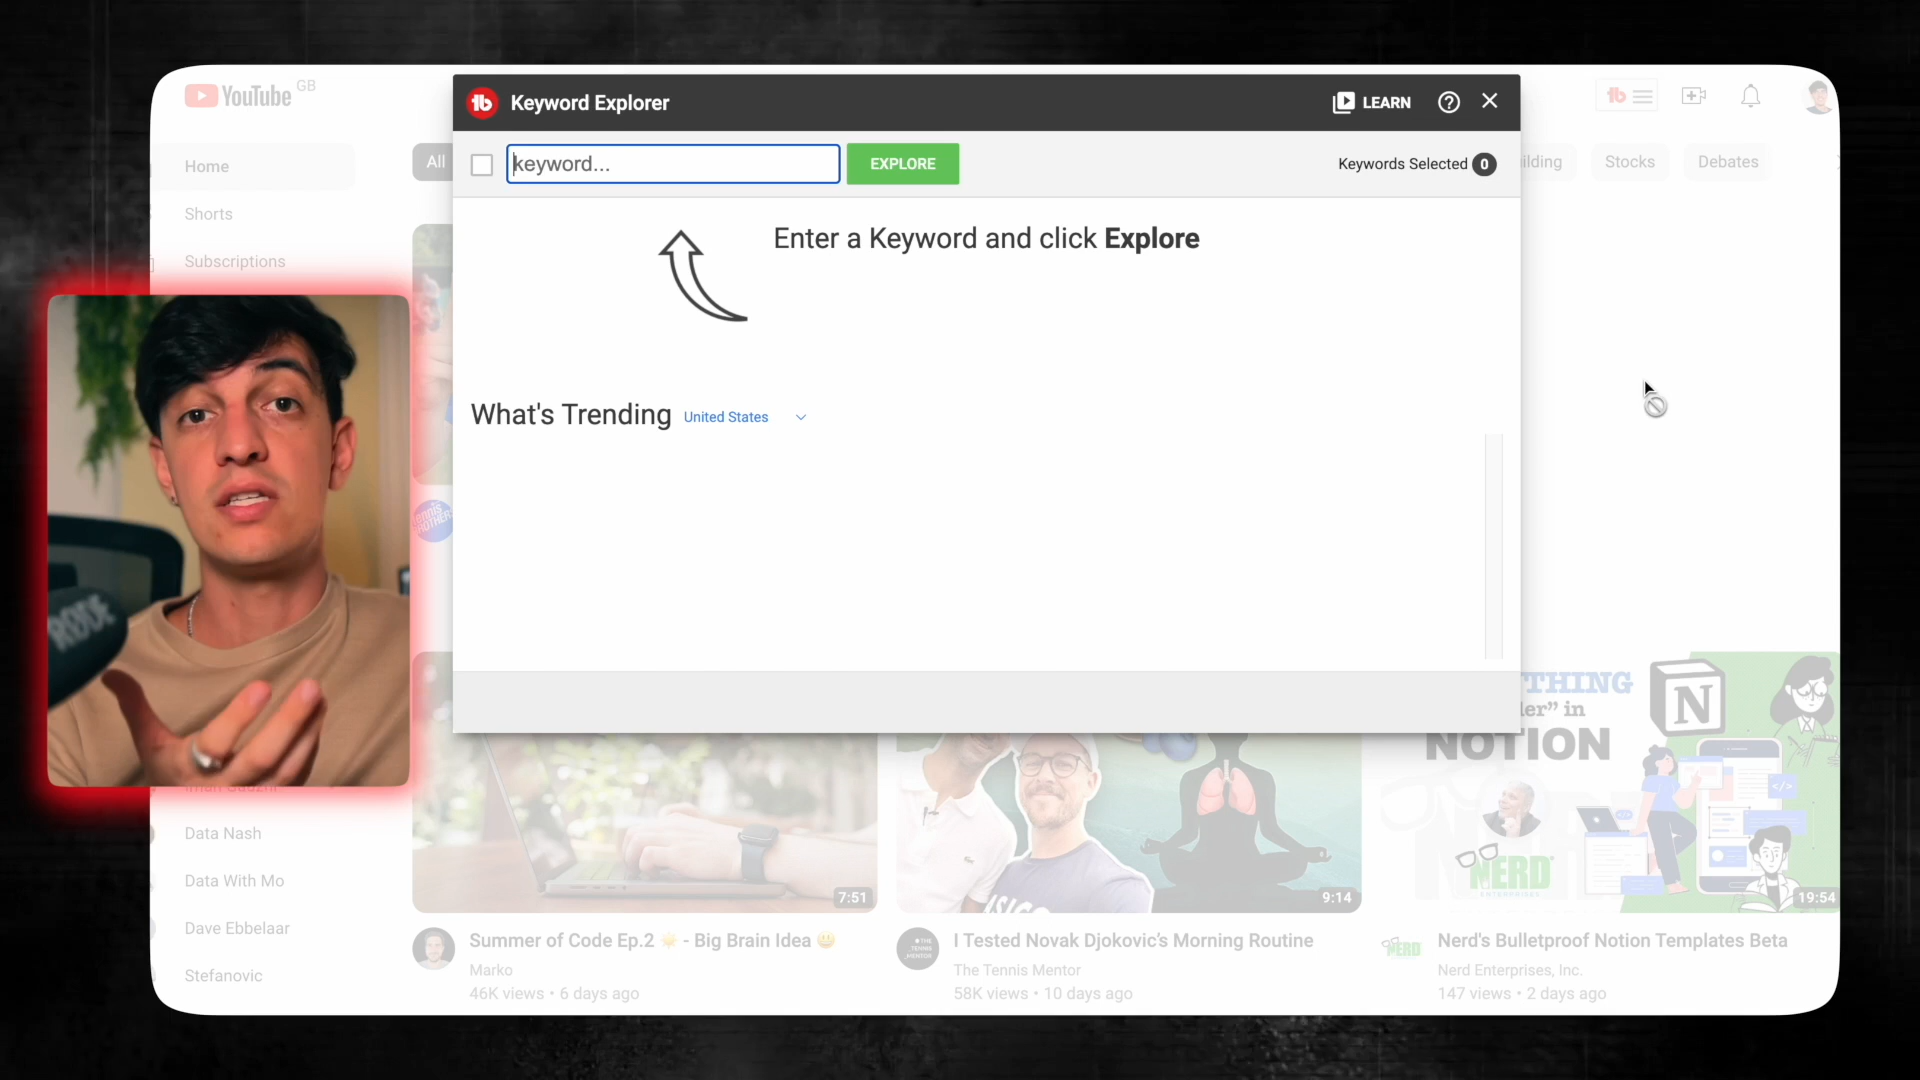 YouTube GB
Keyword Explorer
LEARN
keyword...
EXPLORE
Keywords Selected 0
All
Stocks
Debates
Home
Shorts
Subscriptions
Enter a Keyword and click Explore
What's Trending United States
RØDE
Data Nash
Data With Mo
Dave Ebbelaar
Stefanovic
THING
in
NOTION
N
NERD
7:51
9:14
19:54
Summer of Code Ep.2 ☀️ - Big Brain Idea 😃
Marko
46K views • 6 days ago
I Tested Novak Djokovic’s Morning Routine
The Tennis Mentor
58K views • 10 days ago
Nerd's Bulletproof Notion Templates Beta
Nerd Enterprises, Inc.
147 views • 2 days ago